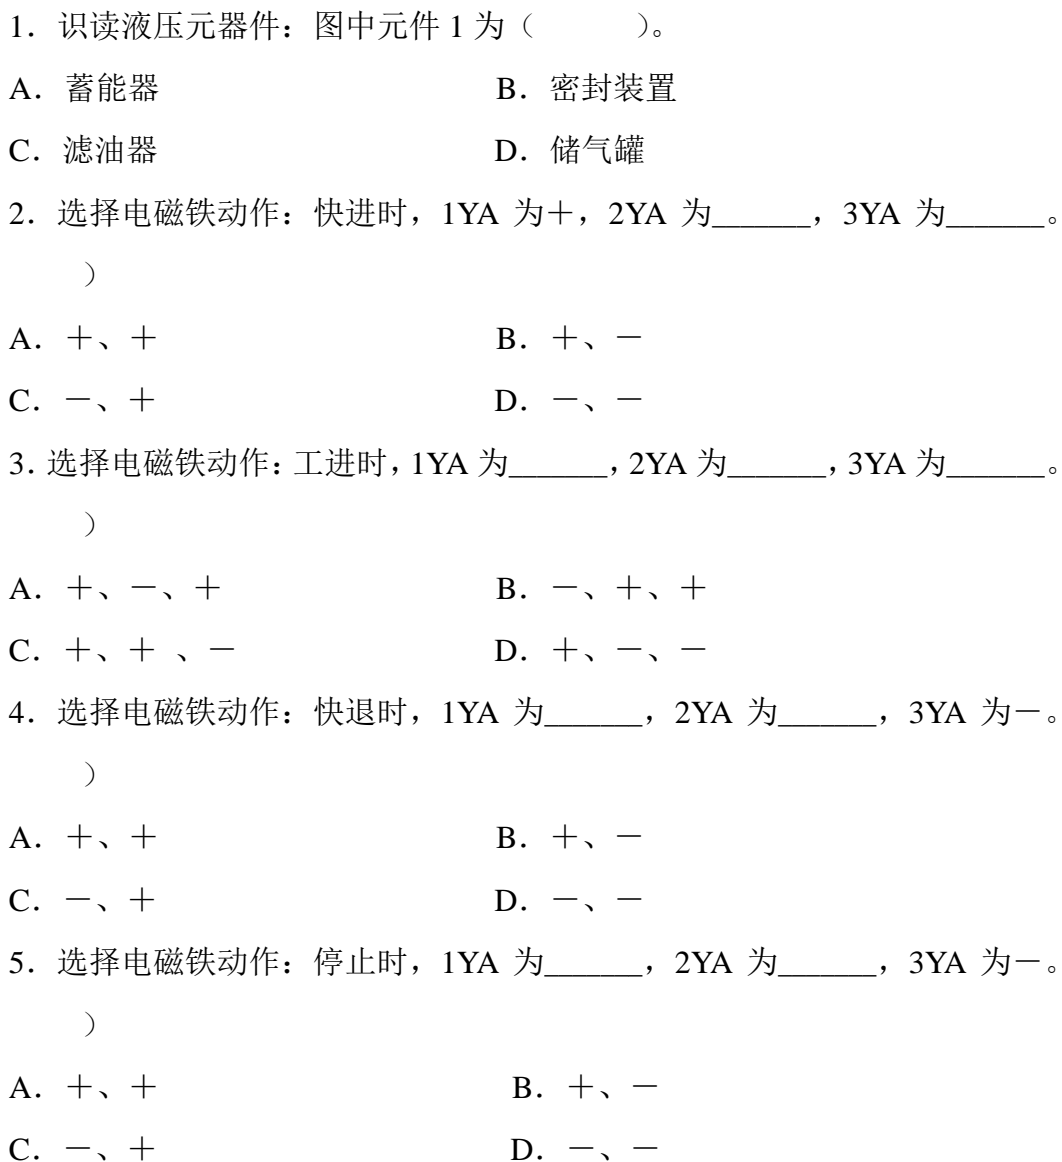 1．识读液压元器件：图中元件 1 为（　　　）。
A．蓄能器　　　　　　　　　　B．密封装置
C．滤油器　　　　　　　　　　D．储气罐
2．选择电磁铁动作：快进时，1YA 为＋，2YA 为______，3YA 为______。
）
A．＋、＋　　　　　　　　　　B．＋、－
C．－、＋　　　　　　　　　　D．－、－
3．选择电磁铁动作：工进时，1YA 为______，2YA 为______，3YA 为______。
）
A．＋、－、＋　　　　　　　　B．－、＋、＋
C．＋、＋ 、－　　　　　　　　D．＋、－、－
4．选择电磁铁动作：快退时，1YA 为______，2YA 为______，3YA 为－。
）
A．＋、＋　　　　　　　　　　B．＋、－
C．－、＋　　　　　　　　　　D．－、－
5．选择电磁铁动作：停止时，1YA 为______，2YA 为______，3YA 为－。
）
A．＋、＋　　　　　　　　　　B．＋、－
C．－、＋　　　　　　　　　　D．－、－